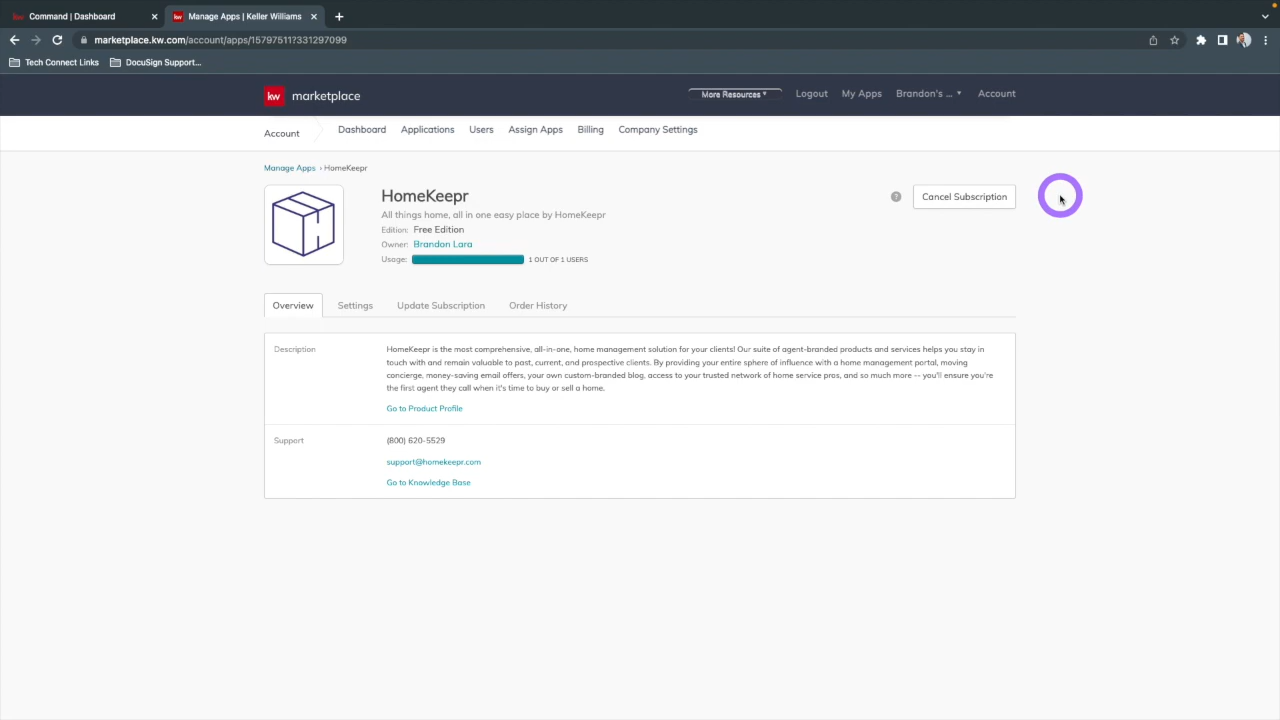 Command | Dashboard
Manage Apps | Keller Williams
marketplace.kw.com/account/apps/15797511?331297099
Tech Connect Links
DocuSign Support...
kw marketplace
More Resources
Logout
My Apps
Brandon's ...
Account
Account
Dashboard
Applications
Users
Assign Apps
Billing
Company Settings
Manage Apps › HomeKeepr
HomeKeepr
? Cancel Subscription
All things home, all in one easy place by HomeKeepr
Edition: Free Edition
Owner: Brandon Lara
Usage: 1 OUT OF 1 USERS
Overview
Settings
Update Subscription
Order History
Description
HomeKeepr is the most comprehensive, all-in-one, home management solution for your clients! Our suite of agent-branded products and services helps you stay in
touch with and remain valuable to past, current, and prospective clients. By providing your entire sphere of influence with a home management portal, moving
concierge, money-saving email offers, your own custom-branded blog, access to your trusted network of home service pros, and so much more -- you'll ensure you're
the first agent they call when it's time to buy or sell a home.
Go to Product Profile
Support
(800) 620-5529
support@homekeepr.com
Go to Knowledge Base